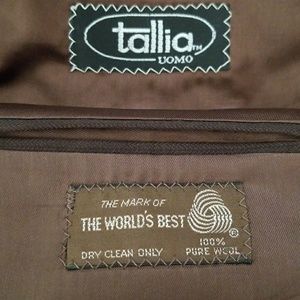 tallia™
UOMO
THE MARK OF
THE WORLD'S BEST
®
DRY CLEAN ONLY
100%
PURE WOOL